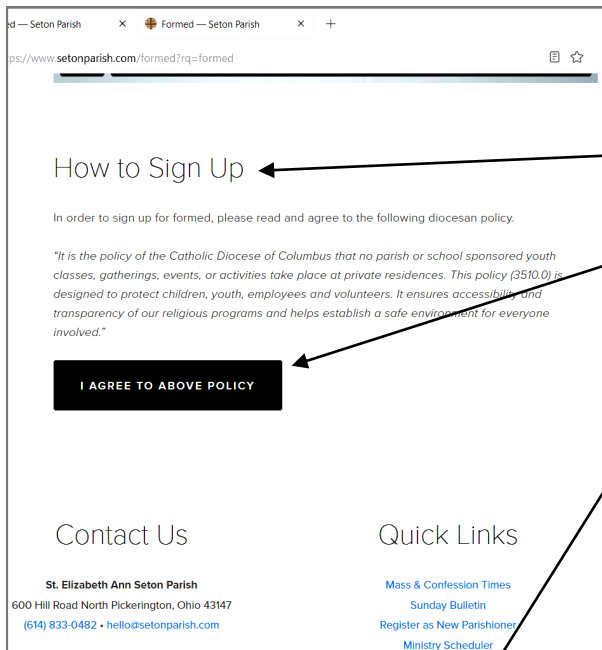 ed — Seton Parish × Formed — Seton Parish × +
ps://www.setonparish.com/formed?rq=formed
How to Sign Up
In order to sign up for formed, please read and agree to the following diocesan policy.
“It is the policy of the Catholic Diocese of Columbus that no parish or school sponsored youth
classes, gatherings, events, or activities take place at private residences. This policy (3510.0) is
designed to protect children, youth, employees and volunteers. It ensures accessibility and
transparency of our religious programs and helps establish a safe environment for everyone
involved.”
I AGREE TO ABOVE POLICY
Contact Us
St. Elizabeth Ann Seton Parish
600 Hill Road North Pickerington, Ohio 43147
(614) 833-0482 • hello@setonparish.com
Quick Links
Mass & Confession Times
Sunday Bulletin
Register as New Parishioner
Ministry Scheduler